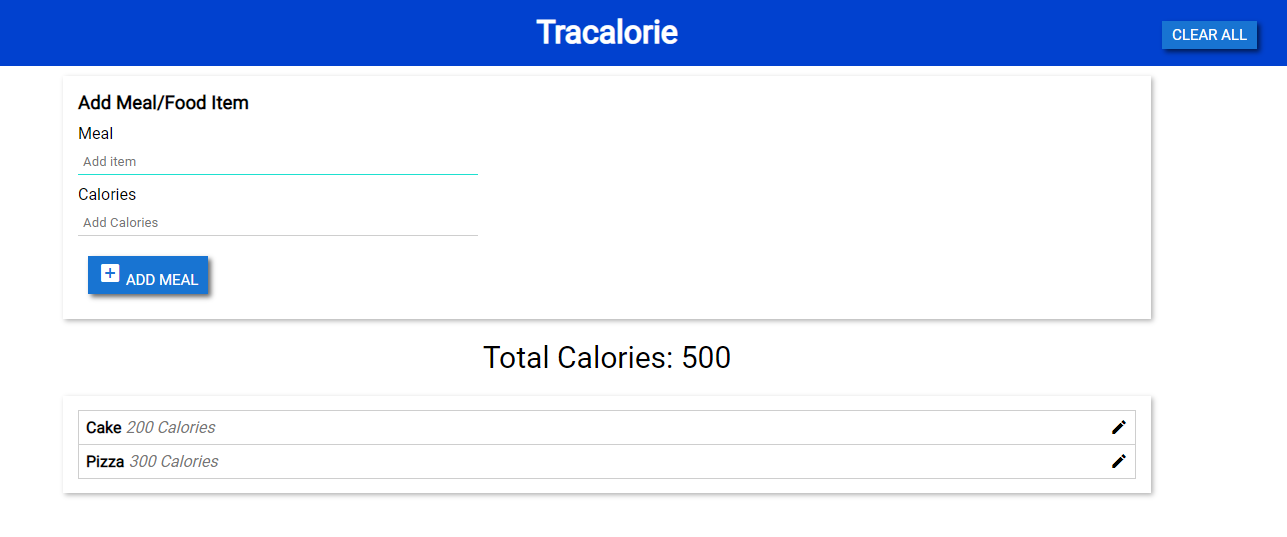 Tracalorie
CLEAR ALL
Add Meal/Food Item
Meal
Add item
Calories
Add Calories
ADD MEAL
Total Calories: 500
Cake 200 Calories
Pizza 300 Calories